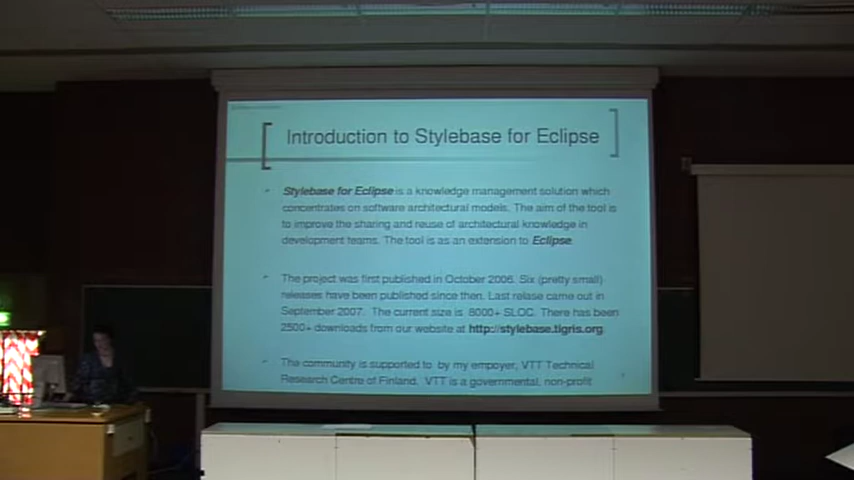 Introduction to Stylebase for Eclipse
Stylebase for Eclipse is a knowledge management solution which
concentrates on software architectural models. The aim of the tool is
to improve the sharing and reuse of architectural knowledge in
development teams. The tool is as an extension to Eclipse.
The project was first published in October 2006. Six (pretty small)
releases have been published since then. Last relase came out in
September 2007. The current size is 8000+ SLOC. There has been
2500+ downloads from our website at http://stylebase.tigris.org.
The community is supported to by my empoyer, VTT Technical
Research Centre of Finland. VTT is a governmental, non-profit